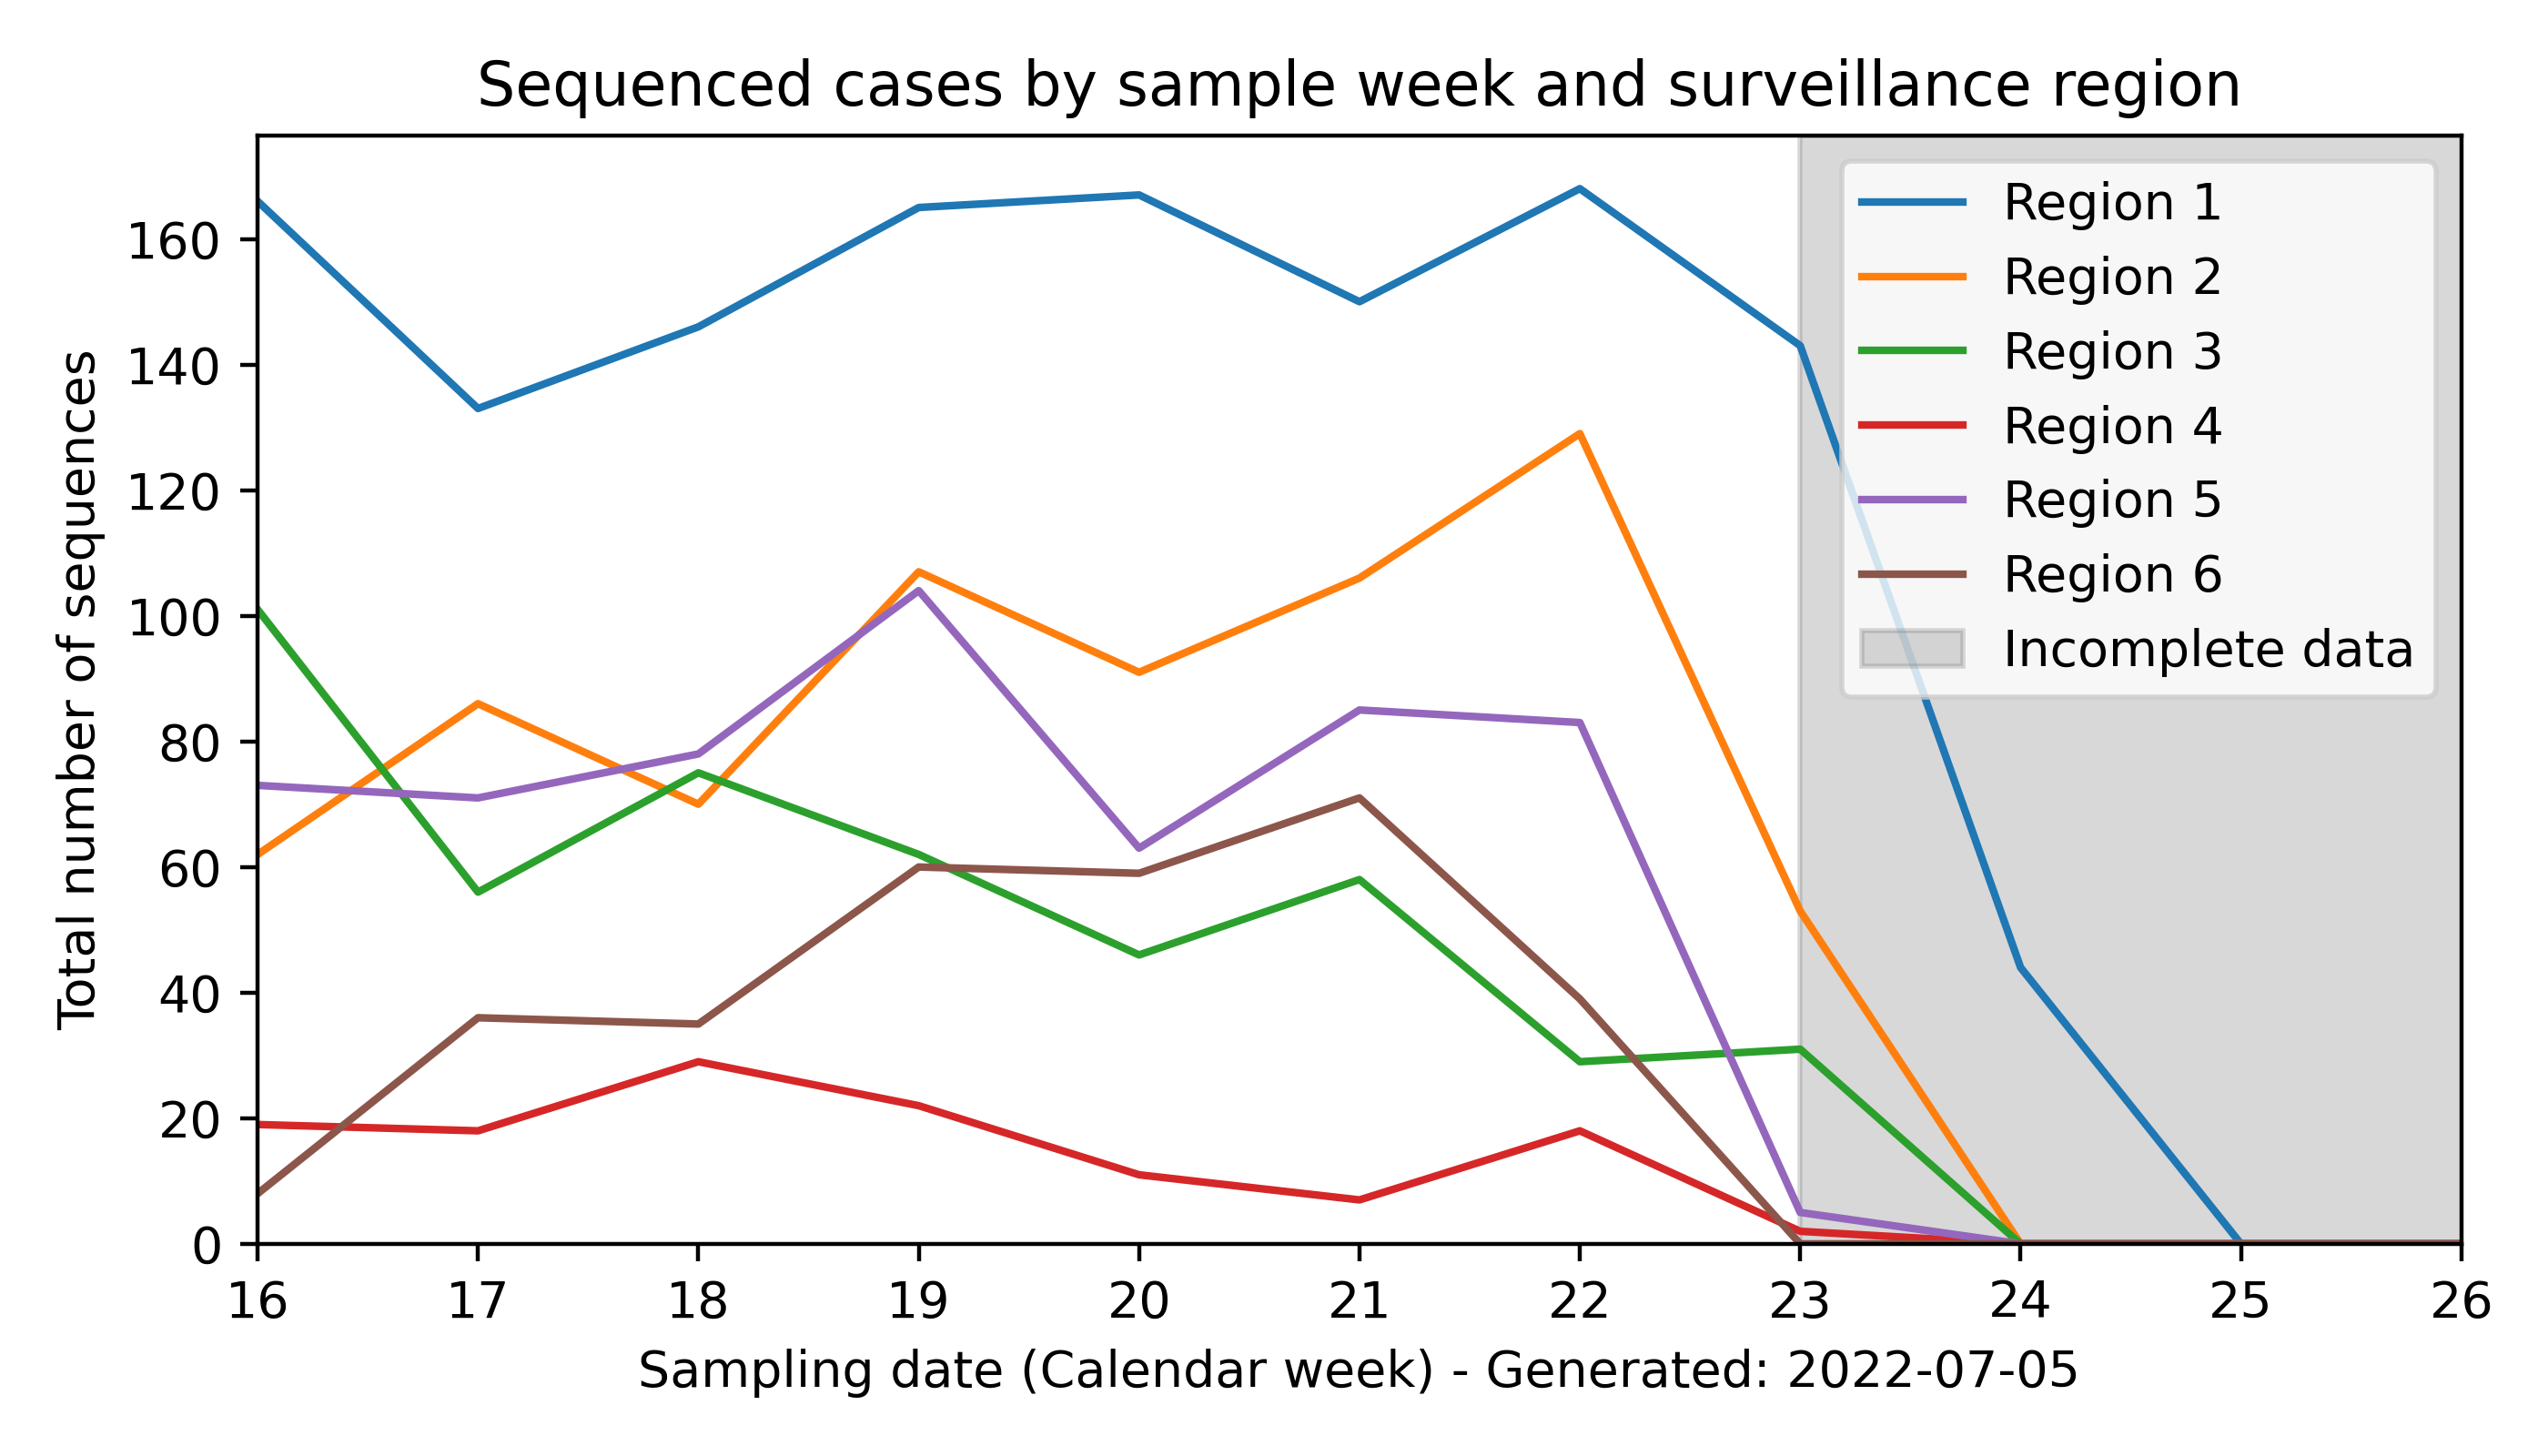 Sequenced cases by sample week and surveillance region
Total number of sequences
160
140
120
100
80
60
40
20
0
16 17 18 19 20 21 22 23 24 25 26
Sampling date (Calendar week) - Generated: 2022-07-05
Region 1
Region 2
Region 3
Region 4
Region 5
Region 6
Incomplete data